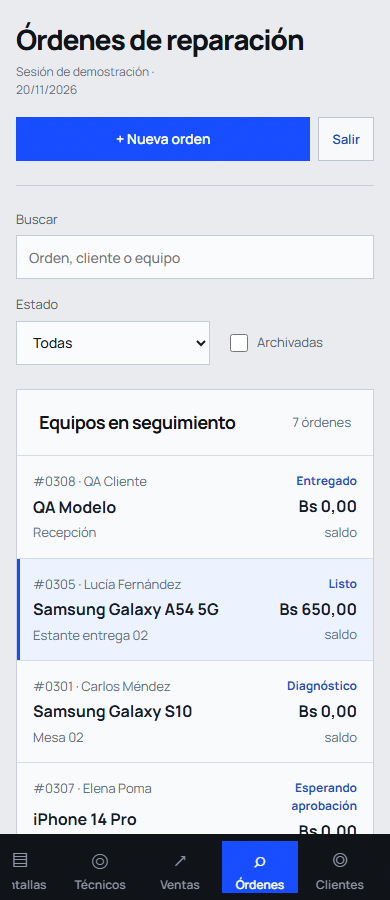 Órdenes de reparación
Sesión de demostración ·
20/11/2026
+ Nueva orden
Salir
Buscar
Orden, cliente o equipo
Estado
Todas
Archivadas
Equipos en seguimiento
7 órdenes
#0308 · QA Cliente
Entregado
QA Modelo
Bs 0,00
Recepción
saldo
#0305 · Lucía Fernández
Listo
Samsung Galaxy A54 5G
Bs 650,00
Estante entrega 02
saldo
#0301 · Carlos Méndez
Diagnóstico
Samsung Galaxy S10
Bs 0,00
Mesa 02
saldo
#0307 · Elena Poma
Esperando
aprobación
iPhone 14 Pro
Bs 0,00
ntallas
Técnicos
Ventas
Órdenes
Clientes